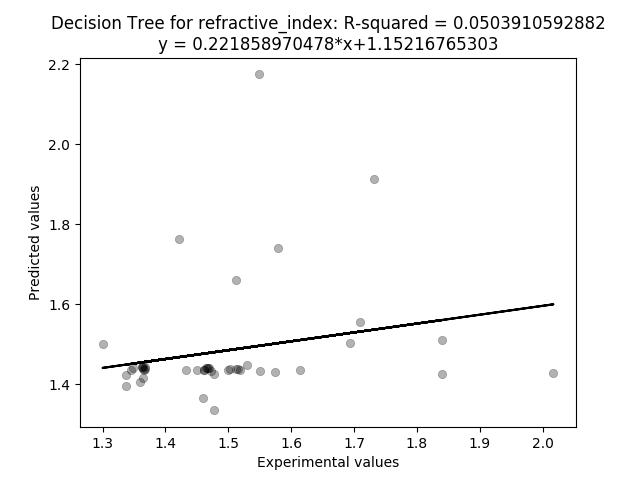 Decision Tree for refractive_index: R-squared = 0.0503910592882
y = 0.221858970478*x+1.15216765303
2.2
2.0
1.8
1.6
1.4
Predicted values
1.3 1.4 1.5 1.6 1.7 1.8 1.9 2.0
Experimental values